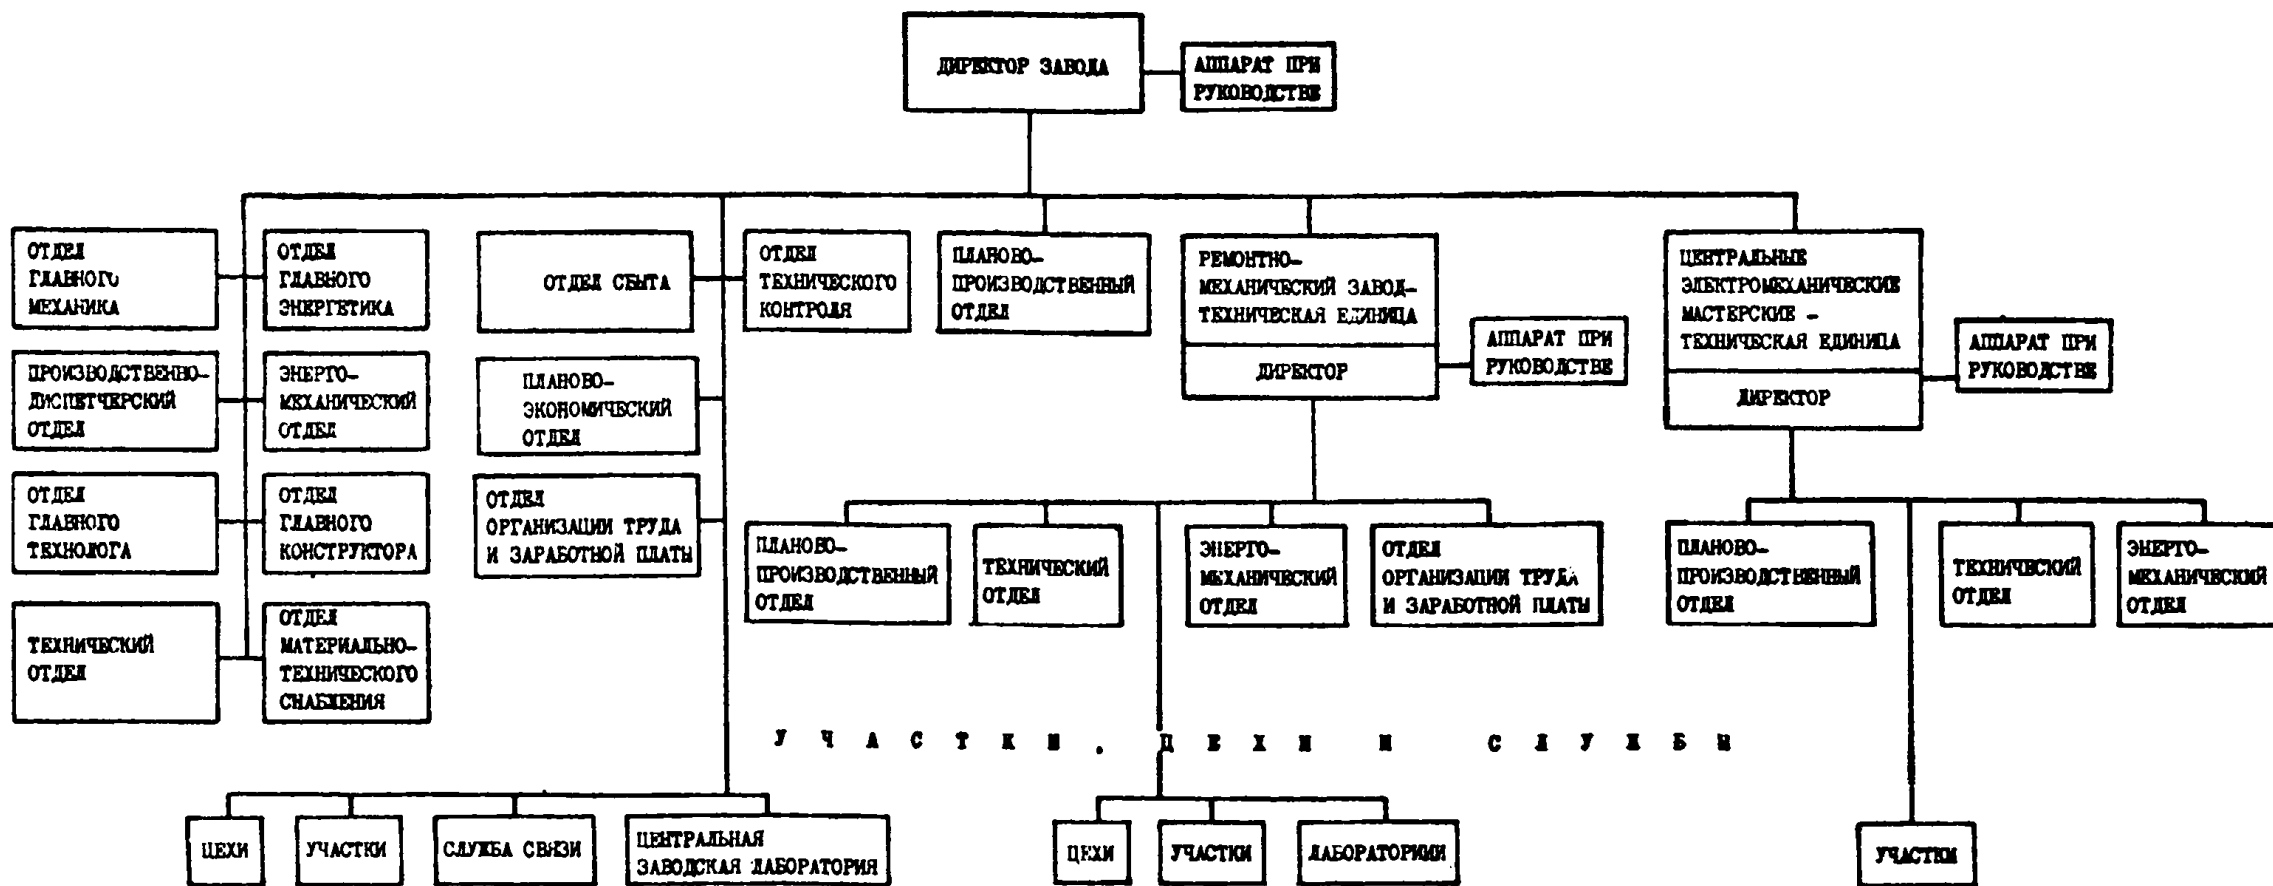 ДИРЕКТОР ЗАВОДА
АППАРАТ ПРИ
РУКОВОДСТВЕ
ОТДЕЛ
ГЛАВНОГО
МЕХАНИКА
ОТДЕЛ
ГЛАВНОГО
ЭНЕРГЕТИКА
ОТДЕЛ СБЫТА
ОТДЕЛ
ТЕХНИЧЕСКОГО
КОНТРОЛЯ
ПЛАНОВО-
ПРОИЗВОДСТВЕННЫЙ
ОТДЕЛ
РЕМОНТНО-
МЕХАНИЧЕСКИЙ ЗАВОД-
ТЕХНИЧЕСКАЯ ЕДИНИЦА
ДИРЕКТОР
АППАРАТ ПРИ
РУКОВОДСТВЕ
ЦЕНТРАЛЬНЫЕ
ЭЛЕКТРОМЕХАНИЧЕСКИЕ
МАСТЕРСКИЕ -
ТЕХНИЧЕСКАЯ ЕДИНИЦА
ДИРЕКТОР
АППАРАТ ПРИ
РУКОВОДСТВЕ
ПРОИЗВОДСТВЕННО-
ДИСПЕТЧЕРСКИЙ
ОТДЕЛ
ЭНЕРГО-
МЕХАНИЧЕСКИЙ
ОТДЕЛ
ПЛАНОВО-
ЭКОНОМИЧЕСКИЙ
ОТДЕЛ
ОТДЕЛ
ГЛАВНОГО
ТЕХНОЛОГА
ОТДЕЛ
ГЛАВНОГО
КОНСТРУКТОРА
ОТДЕЛ
ОРГАНИЗАЦИИ ТРУДА
И ЗАРАБОТНОЙ ПЛАТЫ
ПЛАНОВО-
ПРОИЗВОДСТВЕННЫЙ
ОТДЕЛ
ТЕХНИЧЕСКИЙ
ОТДЕЛ
ЭНЕРГО-
МЕХАНИЧЕСКИЙ
ОТДЕЛ
ОТДЕЛ
ОРГАНИЗАЦИИ ТРУДА
И ЗАРАБОТНОЙ ПЛАТЫ
ПЛАНОВО-
ПРОИЗВОДСТВЕННЫЙ
ОТДЕЛ
ТЕХНИЧЕСКИЙ
ОТДЕЛ
ЭНЕРГО-
МЕХАНИЧЕСКИЙ
ОТДЕЛ
ТЕХНИЧЕСКИЙ
ОТДЕЛ
ОТДЕЛ
МАТЕРИАЛЬНО-
ТЕХНИЧЕСКОГО
СНАБЖЕНИЯ
УЧАСТКИ, ЦЕХИ И СЛУЖБЫ
ЦЕХИ
УЧАСТКИ
СЛУЖБА СВЯЗИ
ЦЕНТРАЛЬНАЯ
ЗАВОДСКАЯ ЛАБОРАТОРИЯ
ЦЕХИ
УЧАСТКИ
ЛАБОРАТОРИИИ
УЧАСТКИ